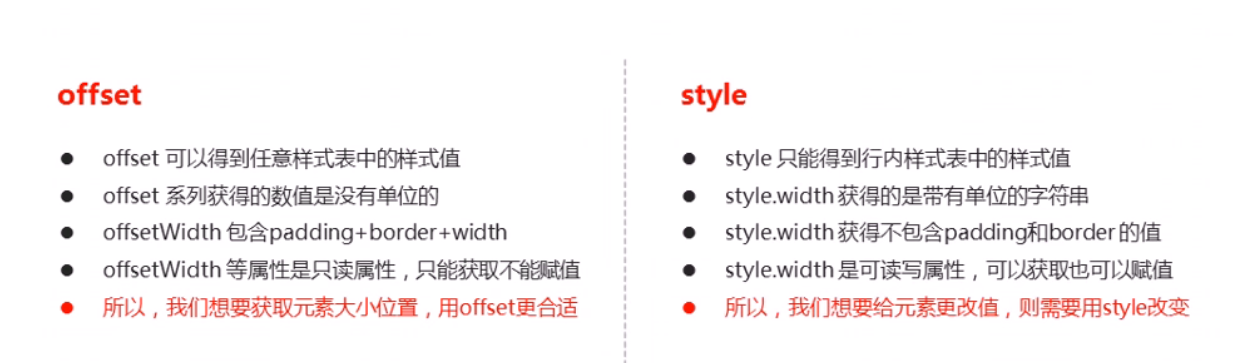 offset
● offset 可以得到任意样式表中的样式值
● offset 系列获得的数值是没有单位的
● offsetWidth 包含padding+border+width
● offsetWidth 等属性是只读属性，只能获取不能赋值
● 所以，我们想要获取元素大小位置，用offset更合适
style
● style 只能得到行内样式表中的样式值
● style.width 获得的是带有单位的字符串
● style.width 获得不包含padding和border 的值
● style.width 是可读写属性，可以获取也可以赋值
● 所以，我们想要给元素更改值，则需要用style改变